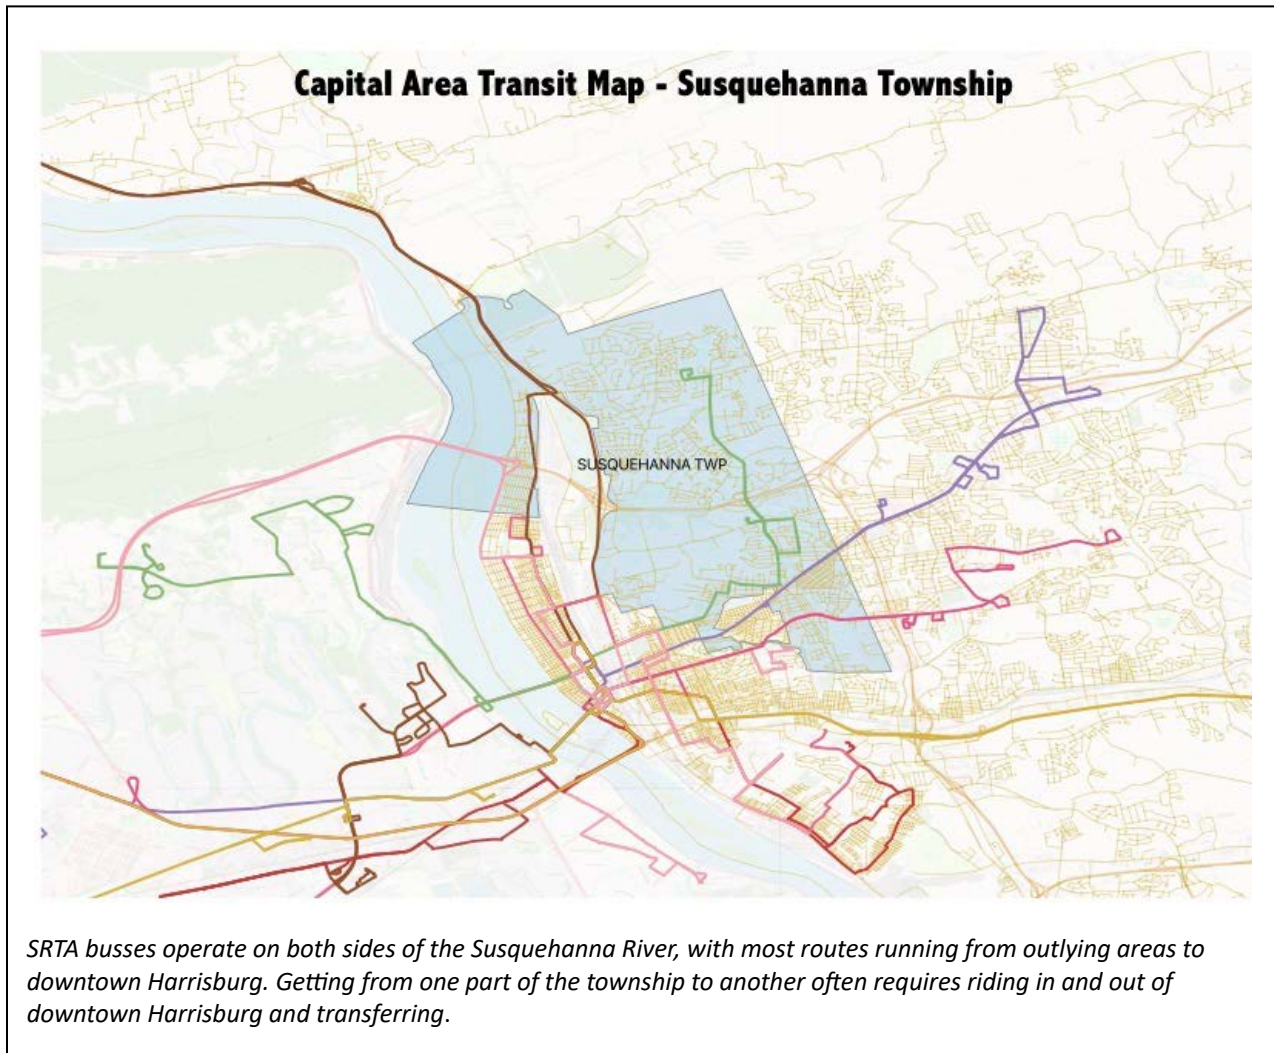 Capital Area Transit Map - Susquehanna Township
SUSQUEHANNA TWP
SRTA busses operate on both sides of the Susquehanna River, with most routes running from outlying areas to
downtown Harrisburg. Getting from one part of the township to another often requires riding in and out of
downtown Harrisburg and transferring.